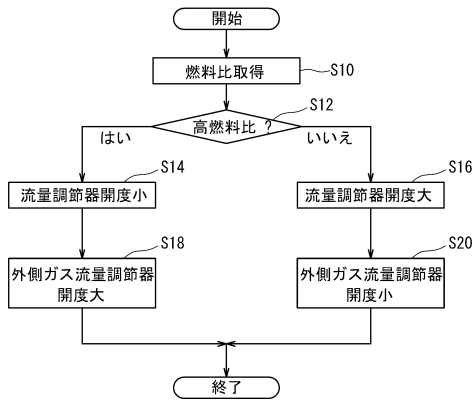 開始
燃料比取得
S10
高燃料比 ?
S12
はい
いいえ
流量調節器開度小
S14
流量調節器開度大
S16
外側ガス流量調節器
開度大
S18
外側ガス流量調節器
開度小
S20
終了